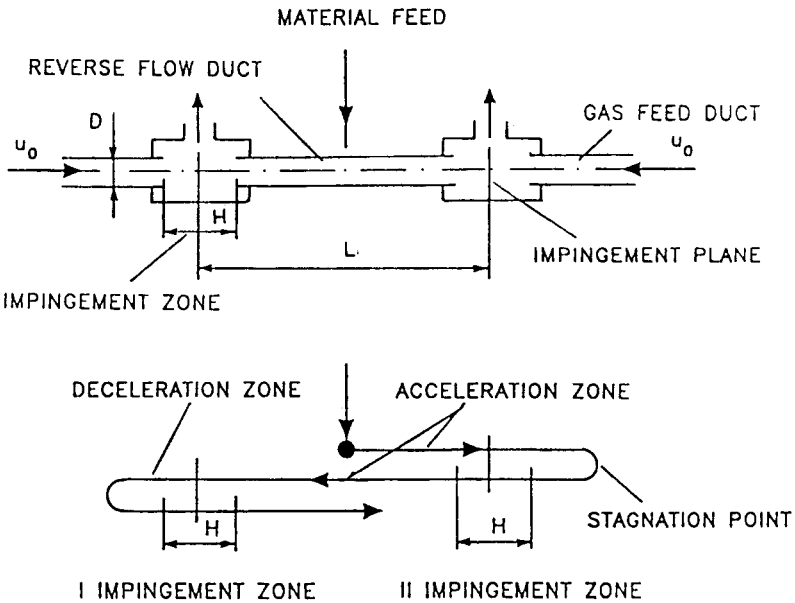 MATERIAL FEED
REVERSE FLOW DUCT
GAS FEED DUCT
D
u₀
u₀
H
L
IMPINGEMENT PLANE
IMPINGEMENT ZONE
DECELERATION ZONE
ACCELERATION ZONE
H
H
STAGNATION POINT
I IMPINGEMENT ZONE
II IMPINGEMENT ZONE